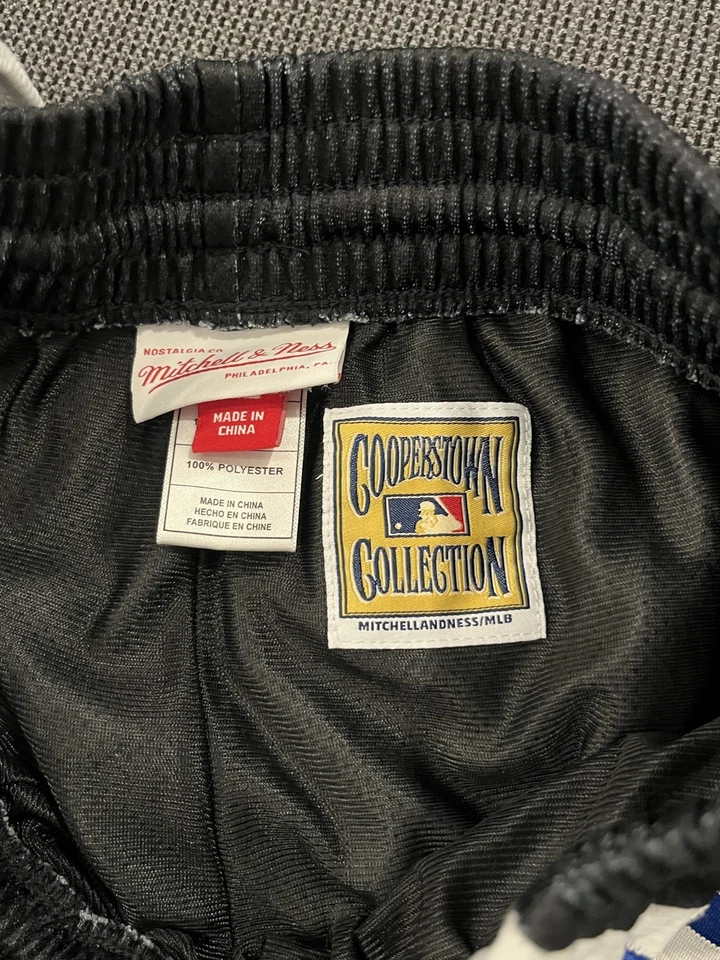 NOSTALGIA CO.
Mitchell & Ness
PHILADELPHIA, PA.
MADE IN
CHINA
100% POLYESTER
MADE IN CHINA
HECHO EN CHINA
FABRIQUE EN CHINE
COOPERSTOWN
COLLECTION
MITCHELLANDNESS/MLB